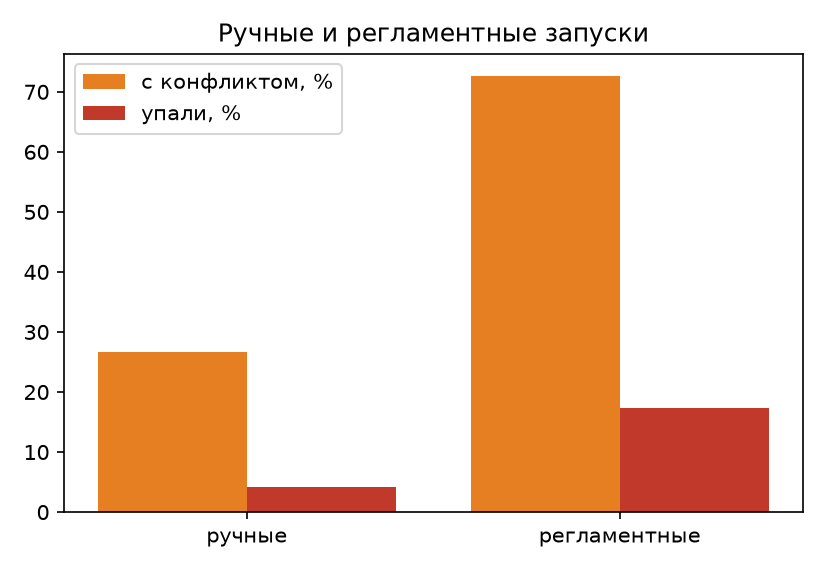 Ручные и регламентные запуски
с конфликтом, %
упали, %
70
60
50
40
30
20
10
0
ручные
регламентные